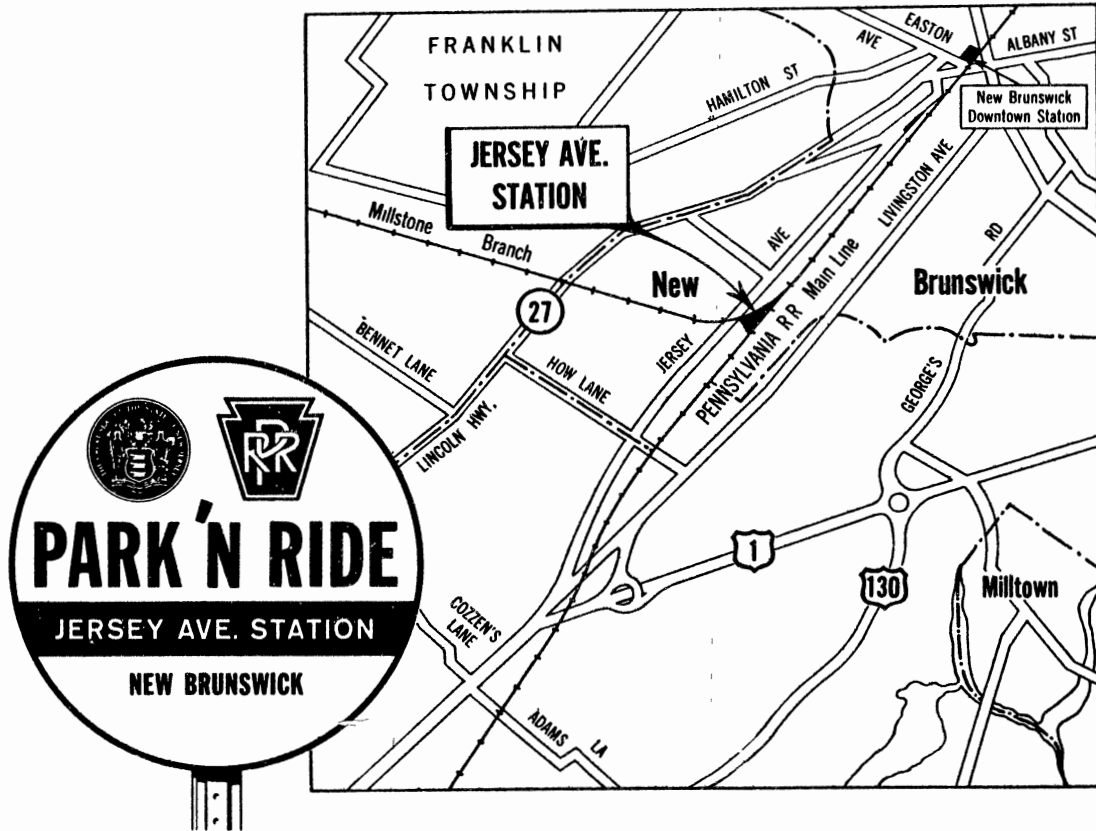 FRANKLIN
TOWNSHIP
EASTON
AVE
ALBANY ST
HAMILTON ST
New Brunswick
Downtown Station
JERSEY AVE.
STATION
Millstone Branch
LIVINGSTON AVE
AVE
JERSEY
PENNSYLVANIA R R Main Line
New Brunswick
GEORGE'S RD
27
BENNET LANE
HOW LANE
LINCOLN HWY.
1
130
Milltown
COZZEN'S
LANE
ADAMS LA
PRR
PARK 'N RIDE
JERSEY AVE. STATION
NEW BRUNSWICK